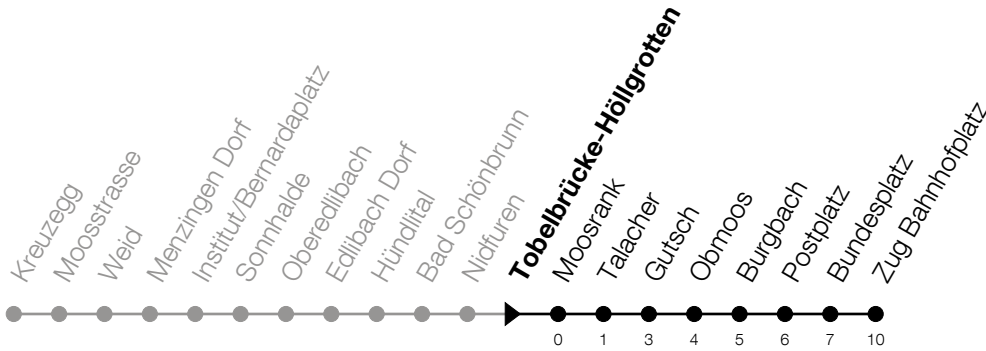 Kreuzegg
Moosstrasse
Weid
Menzingen Dorf
Institut/Bernardaplatz
Sonnhalde
Oberedlibach
Edlibach Dorf
Hündlital
Bad Schönbrunn
Nidfuren
Tobelbrücke-Höllgrotten
Moosrank
Talacher
Gutsch
Obmoos
Burgbach
Postplatz
Bundesplatz
Zug Bahnhofplatz
0 1 3 4 5 6 7 10